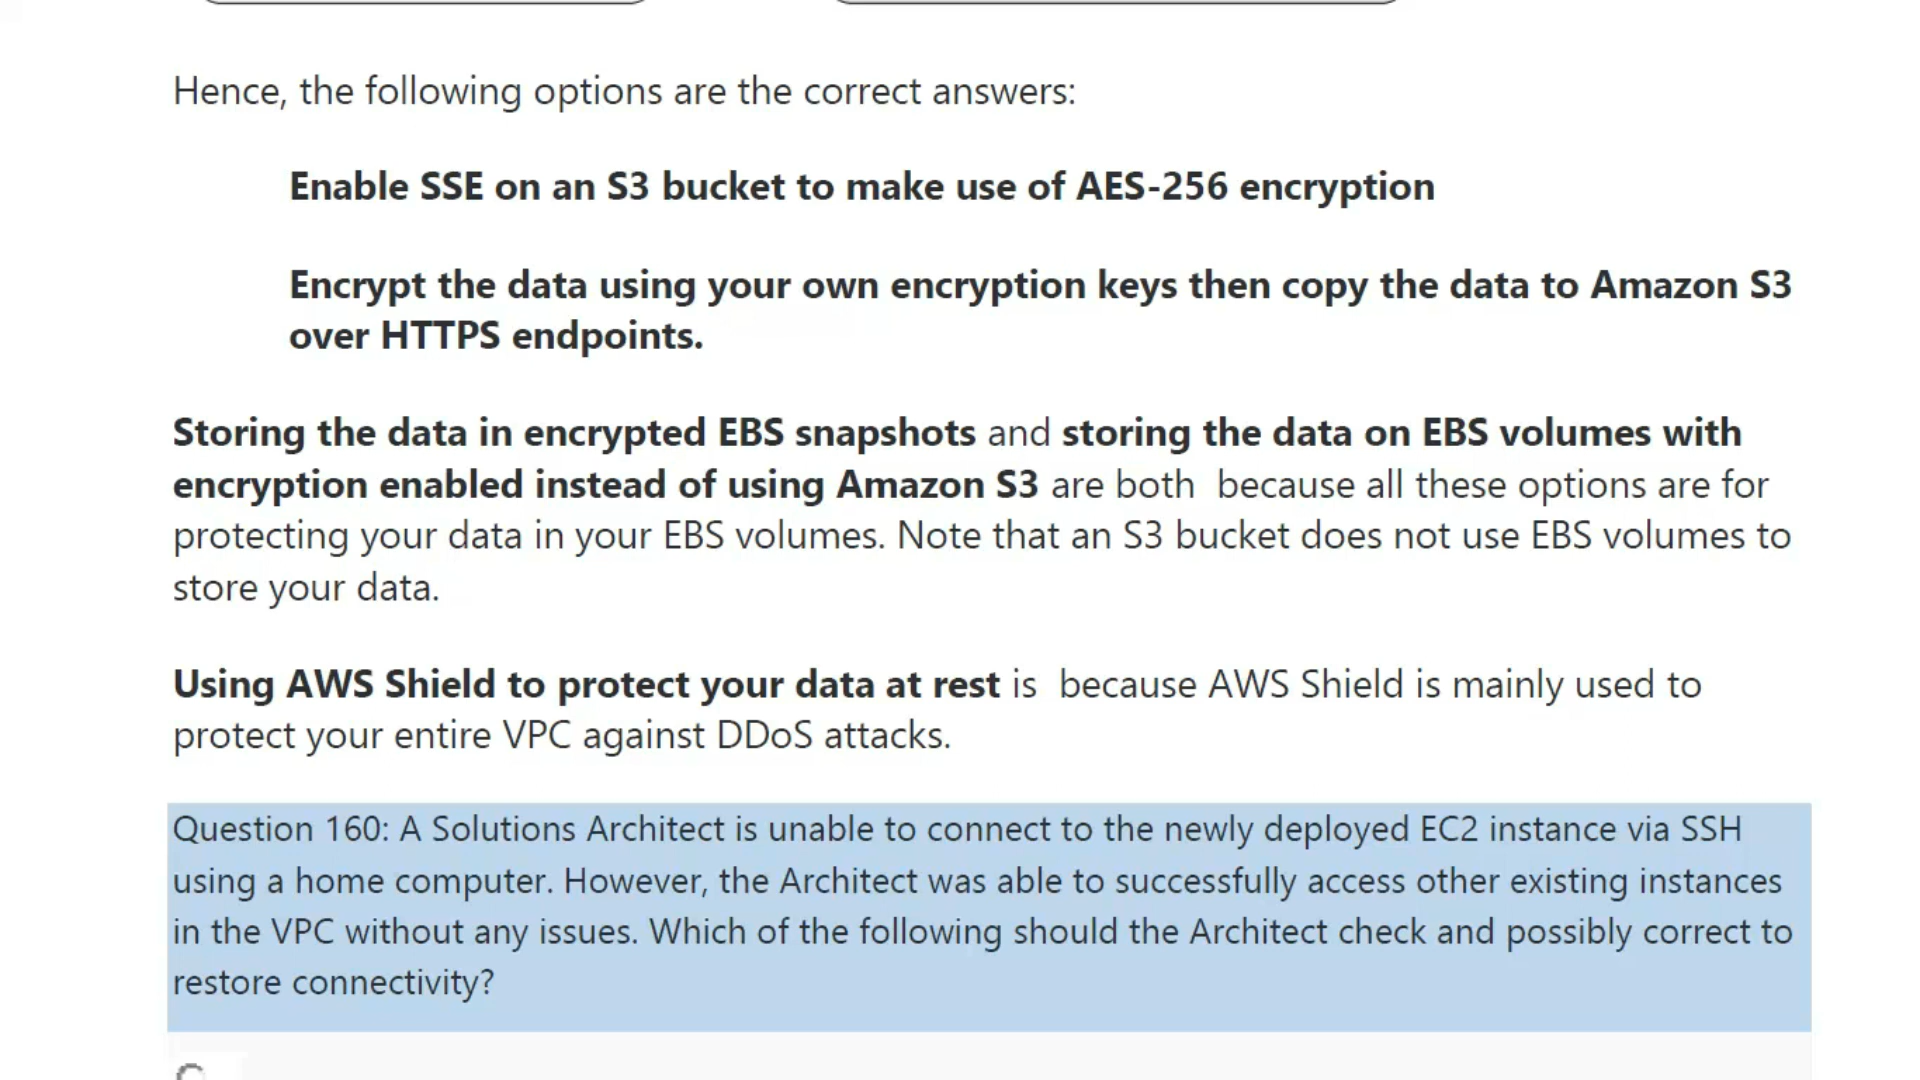 Hence, the following options are the correct answers:
Enable SSE on an S3 bucket to make use of AES-256 encryption
Encrypt the data using your own encryption keys then copy the data to Amazon S3
over HTTPS endpoints.
Storing the data in encrypted EBS snapshots and storing the data on EBS volumes with
encryption enabled instead of using Amazon S3 are both  because all these options are for
protecting your data in your EBS volumes. Note that an S3 bucket does not use EBS volumes to
store your data.
Using AWS Shield to protect your data at rest is  because AWS Shield is mainly used to
protect your entire VPC against DDoS attacks.
Question 160: A Solutions Architect is unable to connect to the newly deployed EC2 instance via SSH
using a home computer. However, the Architect was able to successfully access other existing instances
in the VPC without any issues. Which of the following should the Architect check and possibly correct to
restore connectivity?